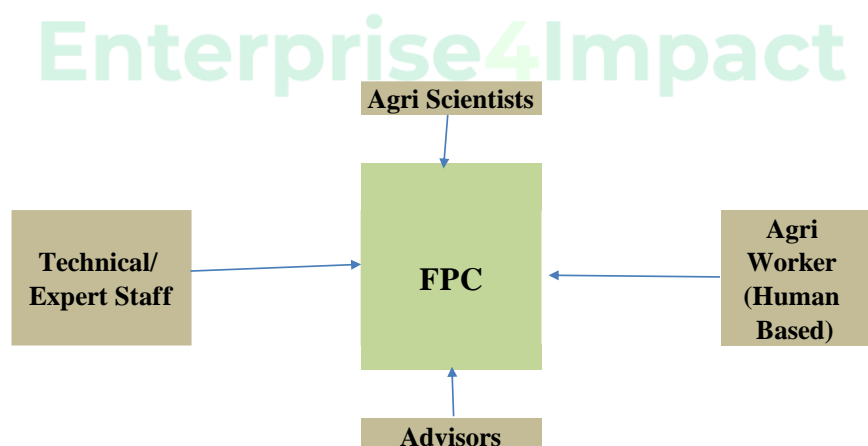 Enterprise4Impact
Agri Scientists
Technical/
Expert Staff
FPC
Agri
Worker
(Human
Based)
Advisors